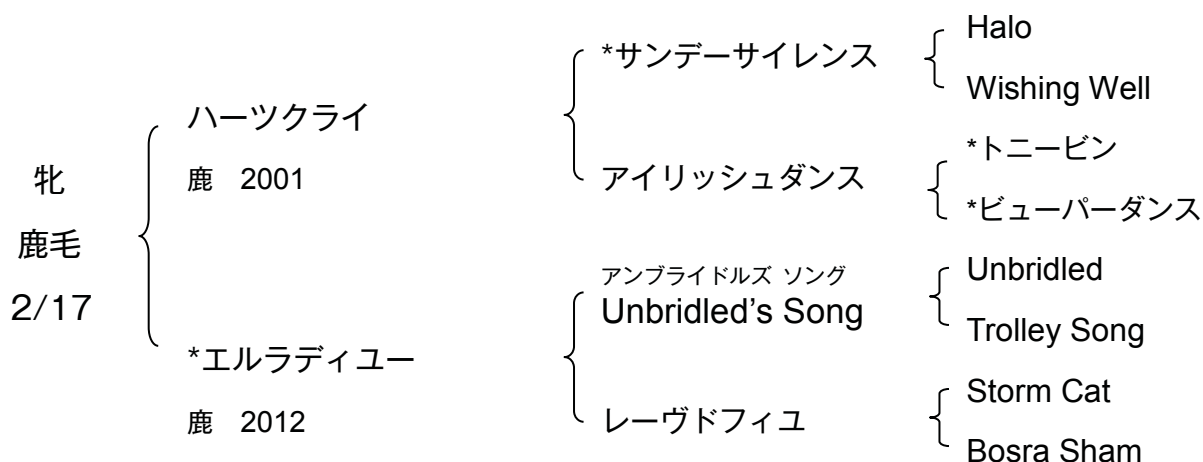 牝
鹿毛
2/17
ハーツクライ
鹿 2001
*エルラディユー
鹿 2012
*サンデーサイレンス
アイリッシュダンス
アンブライドルズ ソング
Unbridled's Song
レーヴドフィユ
Halo
Wishing Well
*トニービン
*ビューパーダンス
Unbridled
Trolley Song
Storm Cat
Bosra Sham